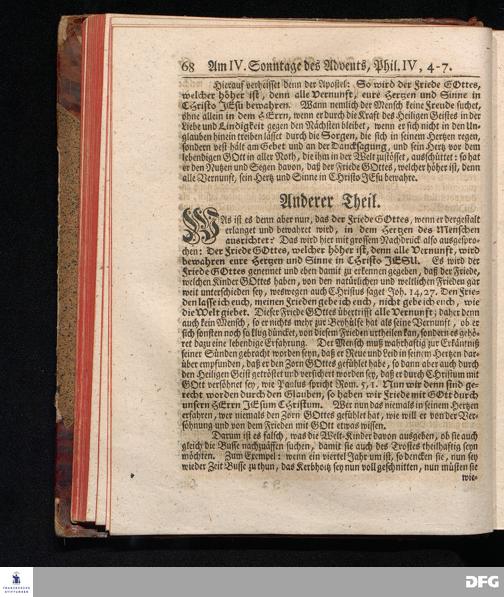 68 Am IV. Sonntage des Advents, Phil. IV, 4-7.
Hierauf verheisset denn der Apostel: So wird der Friede GOttes,
welcher höher ist, denn alle Vernunft, eure Hertzen und Sinne in
CHristo JEsu bewahren. Wann nemlich der Mensch keine Freude suchet,
ohne allein in dem HErrn, wenn er durch die Kraft des Heiligen Geistes in der
Liebe und Lindigkeit gegen den Nächsten bleibet, wenn er sich nicht in den Un-
glauben hinein treiben lässet durch die Sorgen, die sich in seinem Hertzen regen,
sondern vest hält am Gebet und an der Dancksagung, und sein Hertz vor dem
lebendigen GOtt in aller Noth, die ihm in der Welt zustösset, ausschüttet: so hat
er den Nutzen und Segen davon, daß der Friede GOttes, welcher höher ist, denn
alle Vernunft, sein Hertz und Sinne in CHristo JEsu bewahre.
Anderer Theil.
WAs ist es denn aber nun, das der Friede GOttes, wenn er dergestalt
erlanget und bewahret wird, in dem Hertzen des Menschen
ausrichtet? Das wird hier mit grossem Nachdruck also ausgespro-
chen: Der Friede GOttes, welcher höher ist, denn alle Vernunft, wird
bewahren eure Hertzen und Sinne in Christo JESU. Es wird der
Friede GOttes genennet und eben damit zu erkennen gegeben, daß der Friede,
welchen Kinder GOttes haben, von den natürlichen und weltlichen Frieden gar
weit unterschieden sey, weswegen auch CHristus saget Joh. 14, 27. Den Frie-
den lasse ich euch, meinen Frieden gebe ich euch, nicht gebe ich euch, wie
die Welt giebet. Dieser Friede GOttes übertrifft alle Vernunft; daher denn
auch kein Mensch, so er nichts mehr zur Beyhülfe hat als seine Vernunft, ob er
sich sonsten noch so klug düncket, von diesem Frieden urtheilen kan, sondern es gehö-
ret dazu eine lebendige Erfahrung. Der Mensch muß wahrhaftig zur Erkäntniß
seiner Sünden gebracht worden seyn, daß er Reue und Leid in seinem Hertzen dar-
über empfunden, daß er den Zorn GOttes gefühlet habe, so dann aber auch durch
den Heiligen Geist getröstet und versichert worden sey, daß er durch CHristum mit
GOtt versöhnet sey, wie Paulus spricht Röm. 5, 1. Nun wir denn sind ge-
recht worden durch den Glauben, so haben wir Friede mit GOtt durch
unsern HErrn JEsum CHristum. Wer nun das niemals in seinem Hertzen
erfahren, wer niemals den Zorn GOttes gefühlet hat, wie will er von der Ver-
söhnung und von dem Frieden mit GOtt etwas wissen.
Darum ist es falsch, was die Welt-Kinder davon ausgeben, ob sie auch
gleich die Busse nachzuäffen suchen, damit sie auch des Trostes theilhaftig seyn
möchten. Zum Exempel: wenn ein viertel Jahr um ist, so dencken sie, nun sey
wieder Zeit Busse zu thun, das Kerbholtz sey nun voll geschnitten, nun müsten sie
wie-
FRANCKESCHE
STIFTUNGEN
DFG